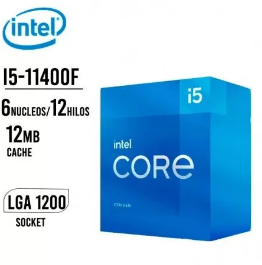 intel
I5-11400F
6NUCLEOS/12HILOS
12MB
CACHE
LGA 1200
SOCKET
i5
intel
CORE